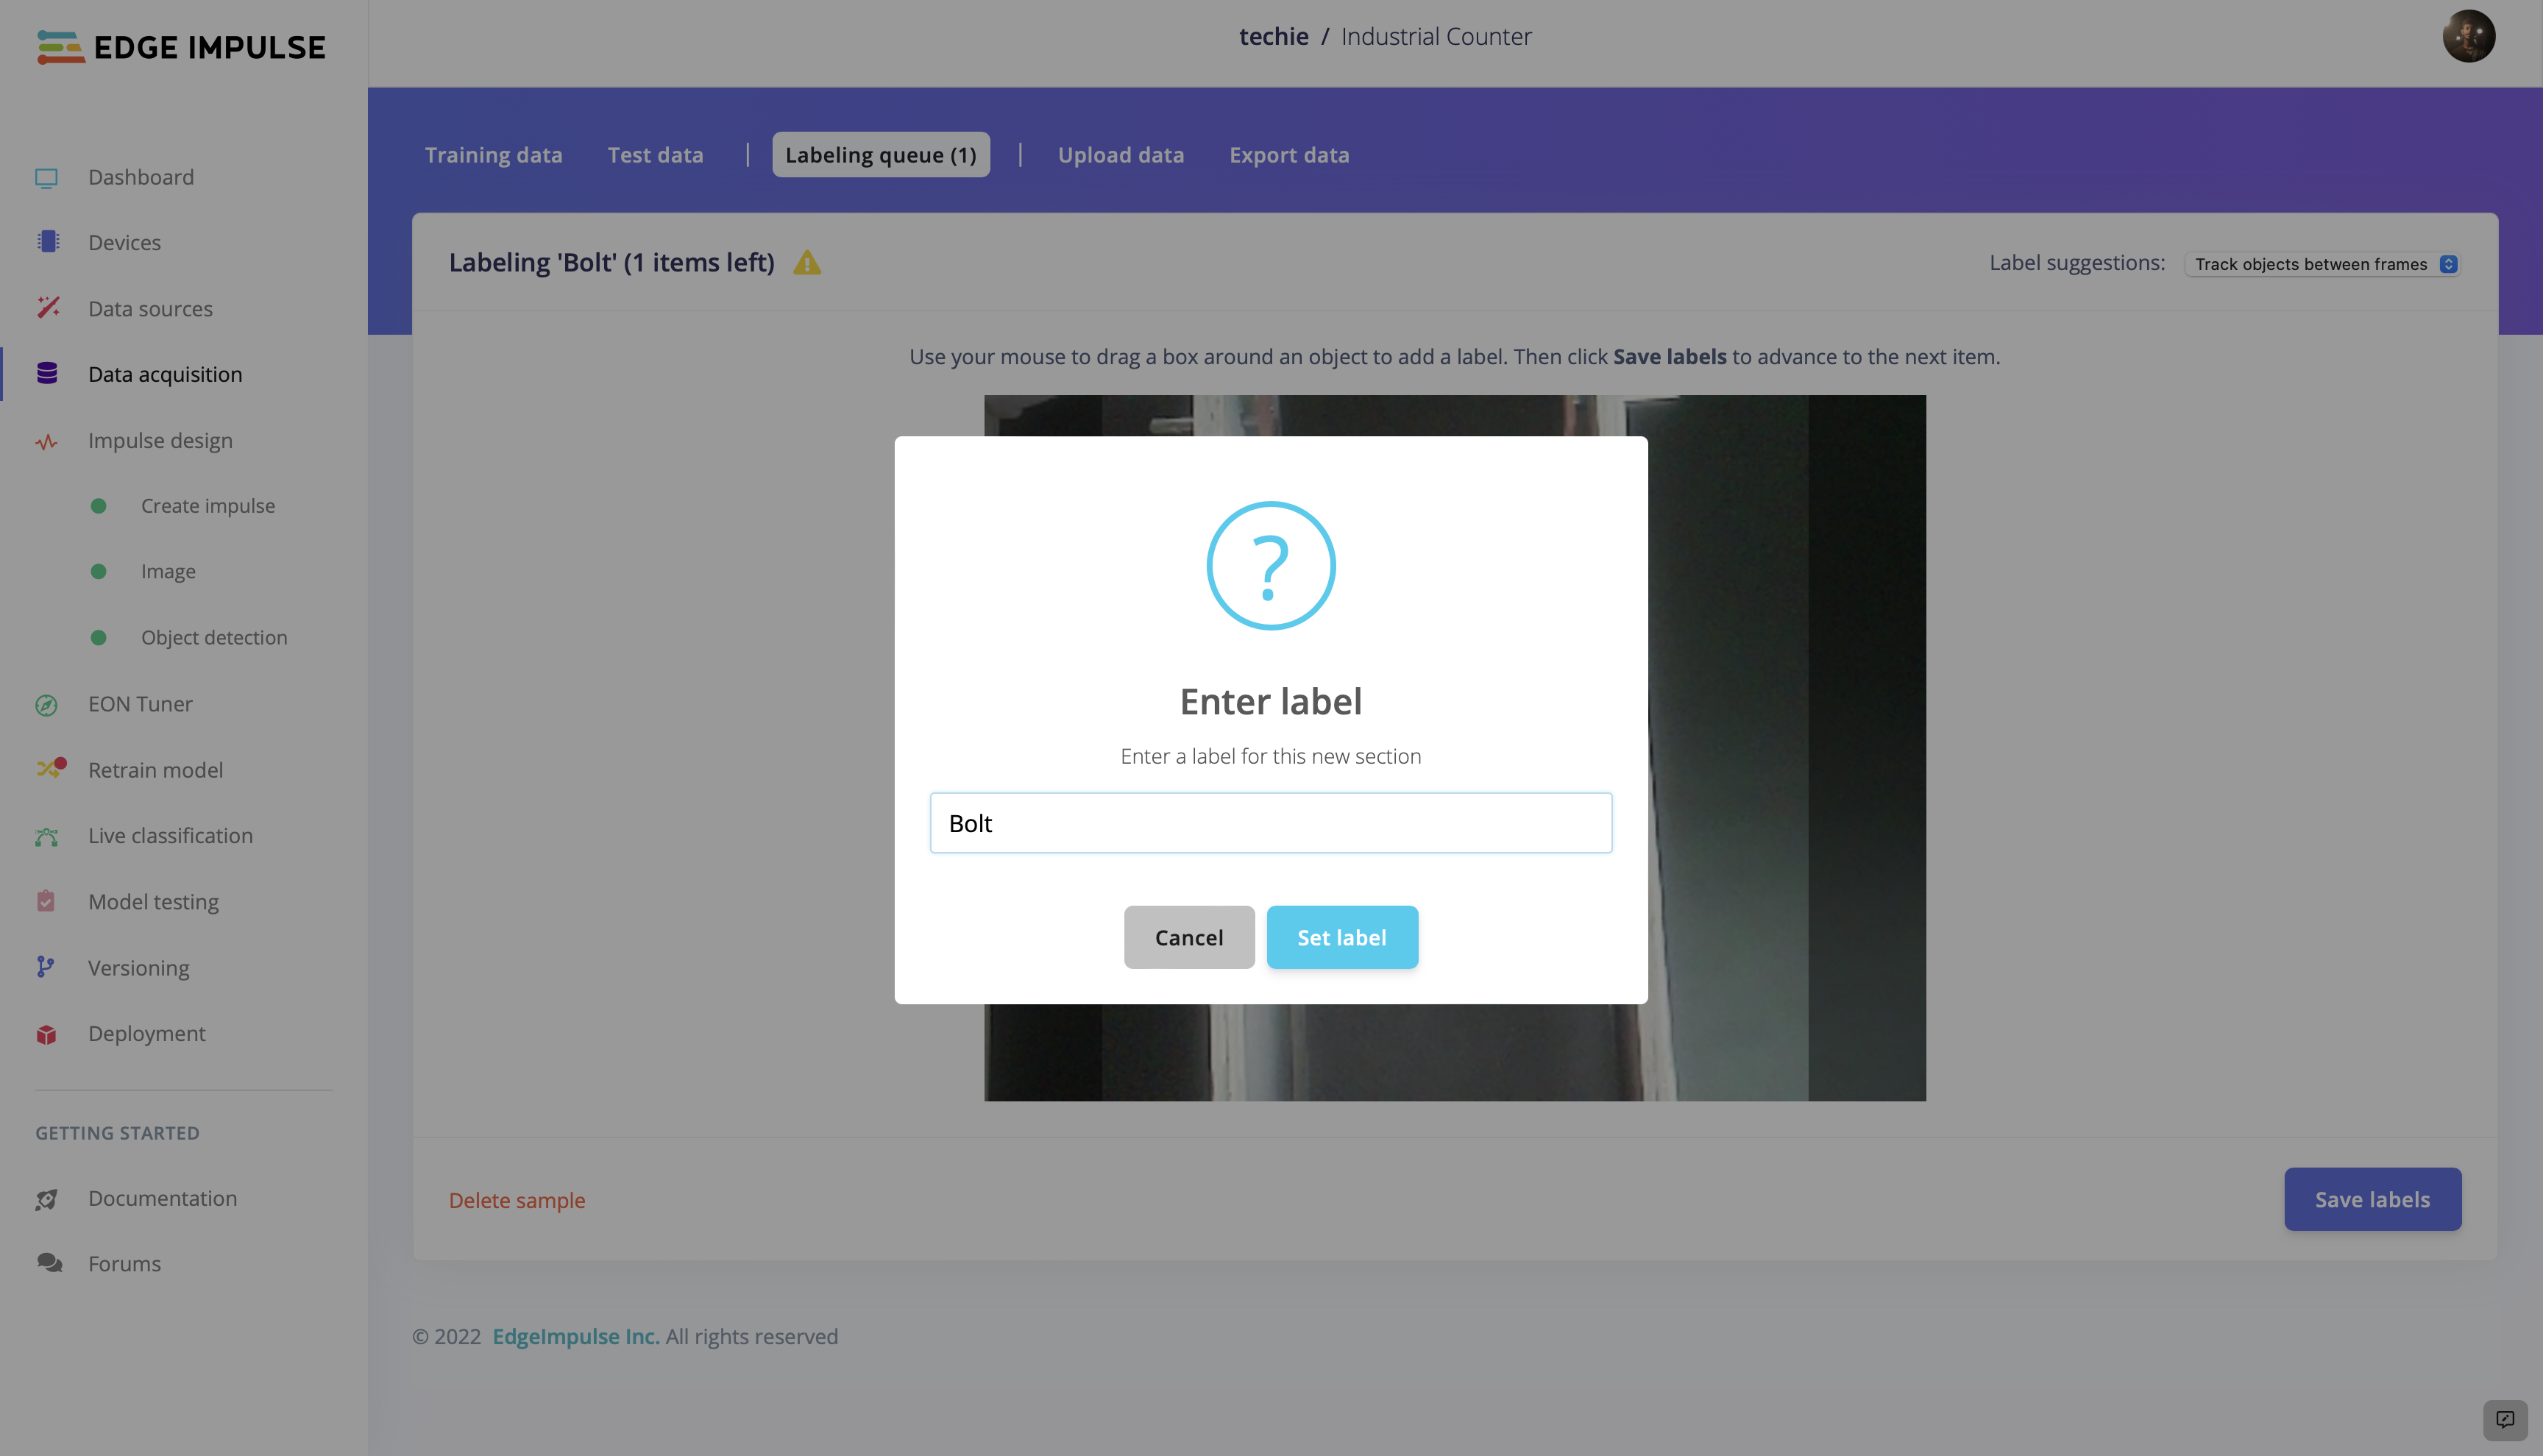 EDGE IMPULSE
techie / Industrial Counter
Dashboard
Devices
Data sources
Data acquisition
Impulse design
Create impulse
Image
Object detection
EON Tuner
Retrain model
Live classification
Model testing
Versioning
Deployment
GETTING STARTED
Documentation
Forums
Training data Test data | Labeling queue (1) | Upload data Export data
Labeling 'Bolt' (1 items left)
Label suggestions: Track objects between frames
Use your mouse to drag a box around an object to add a label. Then click Save labels to advance to the next item.
?
Enter label
Enter a label for this new section
Bolt
Cancel Set label
Delete sample
Save labels
© 2022 EdgeImpulse Inc. All rights reserved